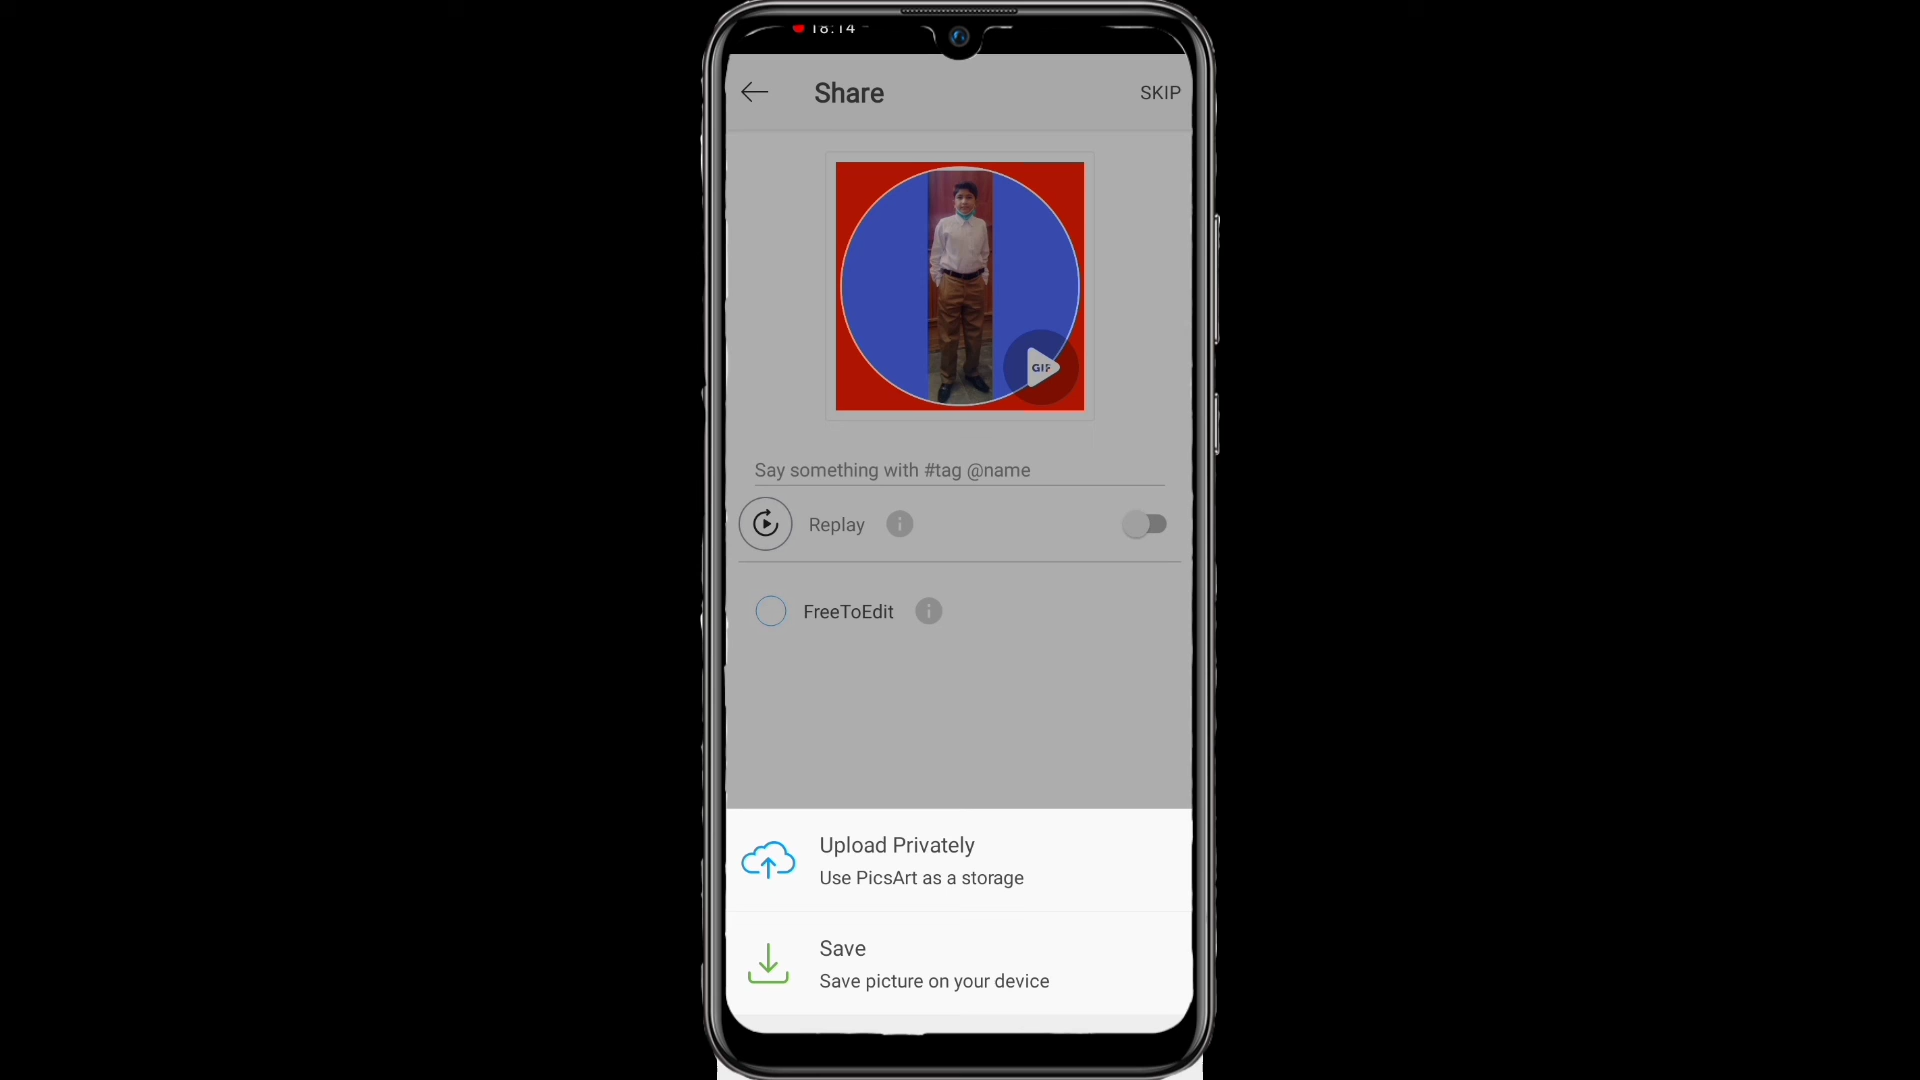 18:14
Share
SKIP
GIF
Say something with #tag @name
Replay
FreeToEdit
Upload Privately
Use PicsArt as a storage
Save
Save picture on your device